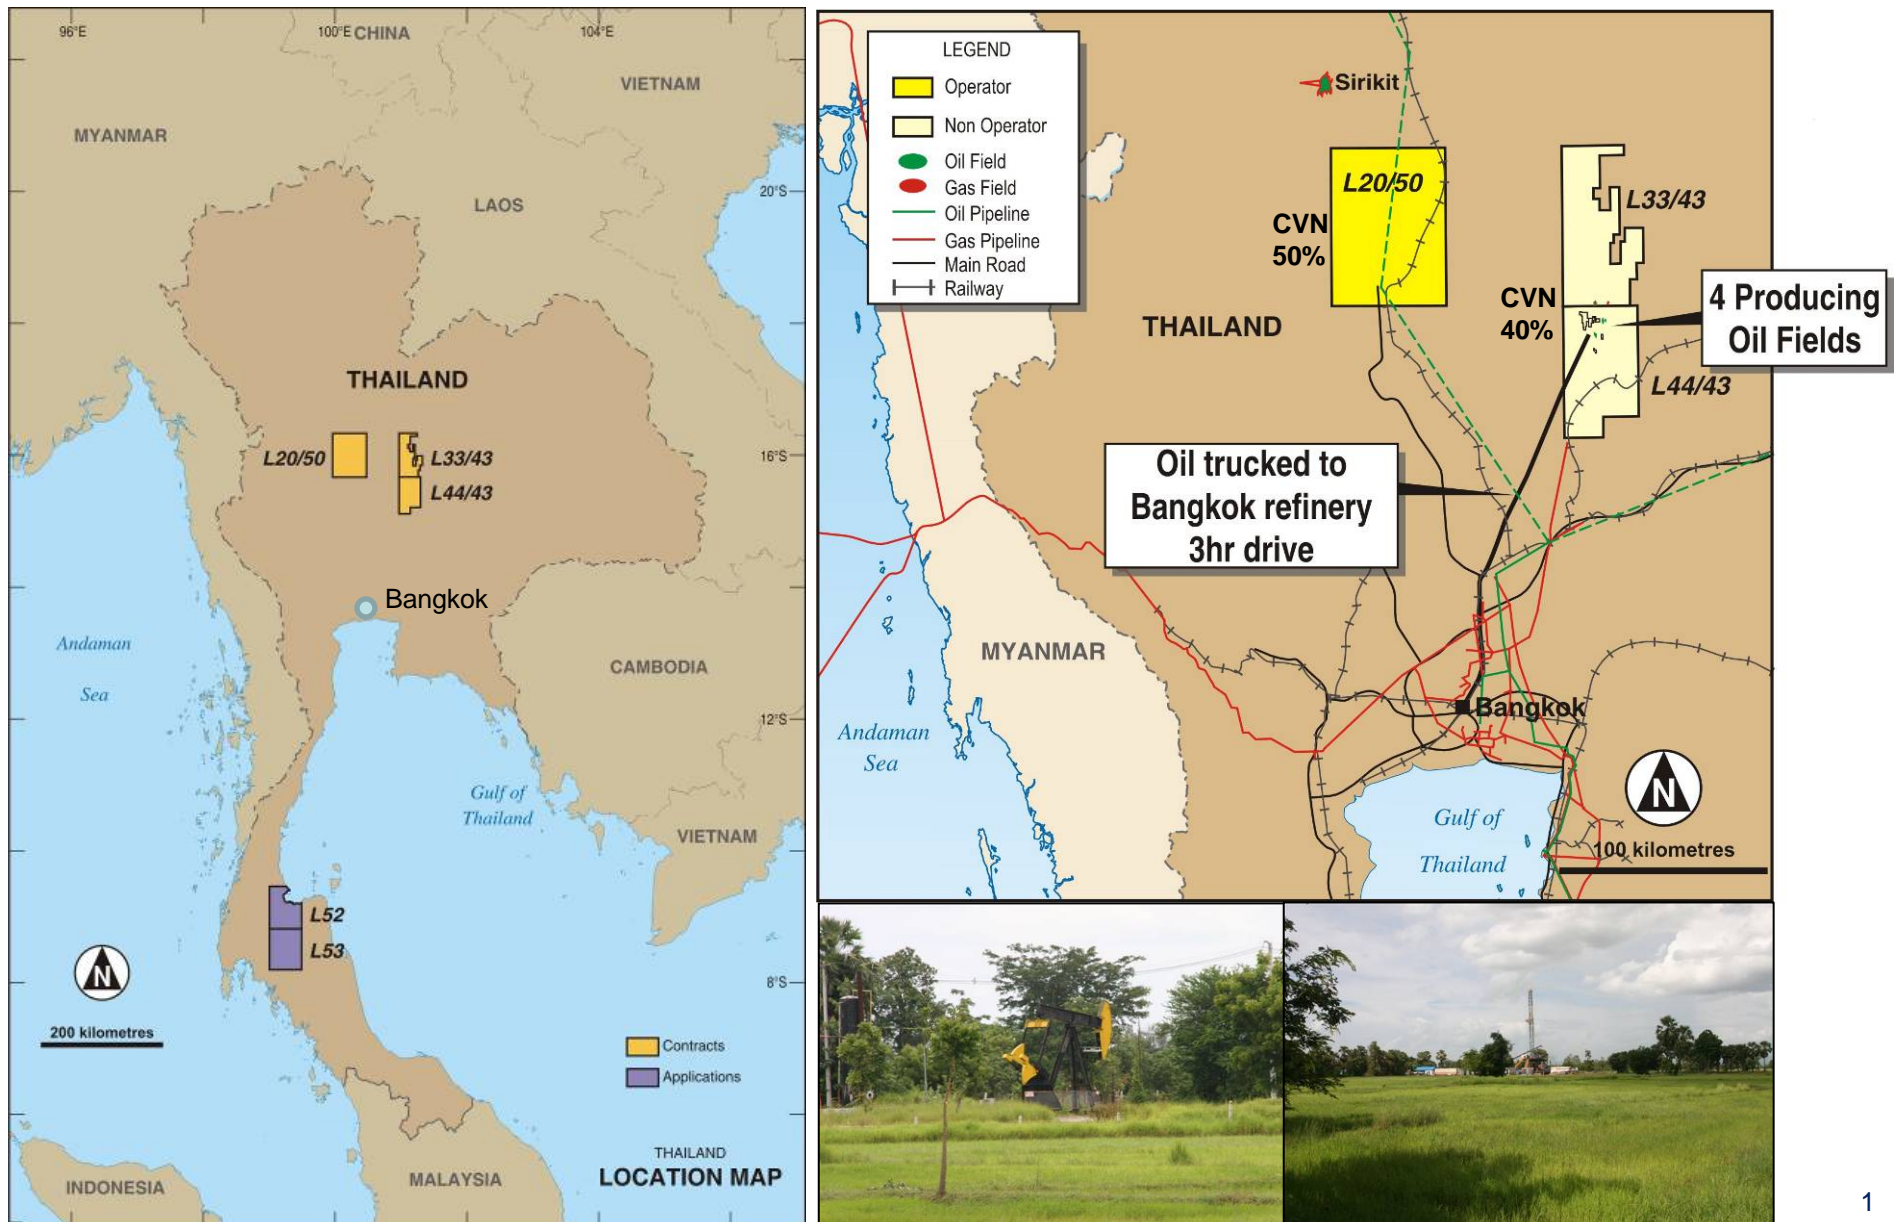 96°E
100°E
104°E
CHINA
VIETNAM
MYANMAR
20°S
LAOS
THAILAND
L20/50
L33/43
16°S
L44/43
Bangkok
Andaman
Sea
CAMBODIA
12°S
Gulf of
Thailand
VIETNAM
L52
L53
N
8°S
200 kilometres
Contracts
Applications
THAILAND
LOCATION MAP
MALAYSIA
INDONESIA
LEGEND
Operator
Non Operator
Oil Field
Gas Field
Oil Pipeline
Gas Pipeline
Main Road
Railway
Sirikit
L20/50
CVN
50%
L33/43
CVN
40%
4 Producing
Oil Fields
THAILAND
L44/43
Oil trucked to
Bangkok refinery
3hr drive
MYANMAR
Bangkok
Andaman
Sea
N
Gulf of
Thailand
100 kilometres
1